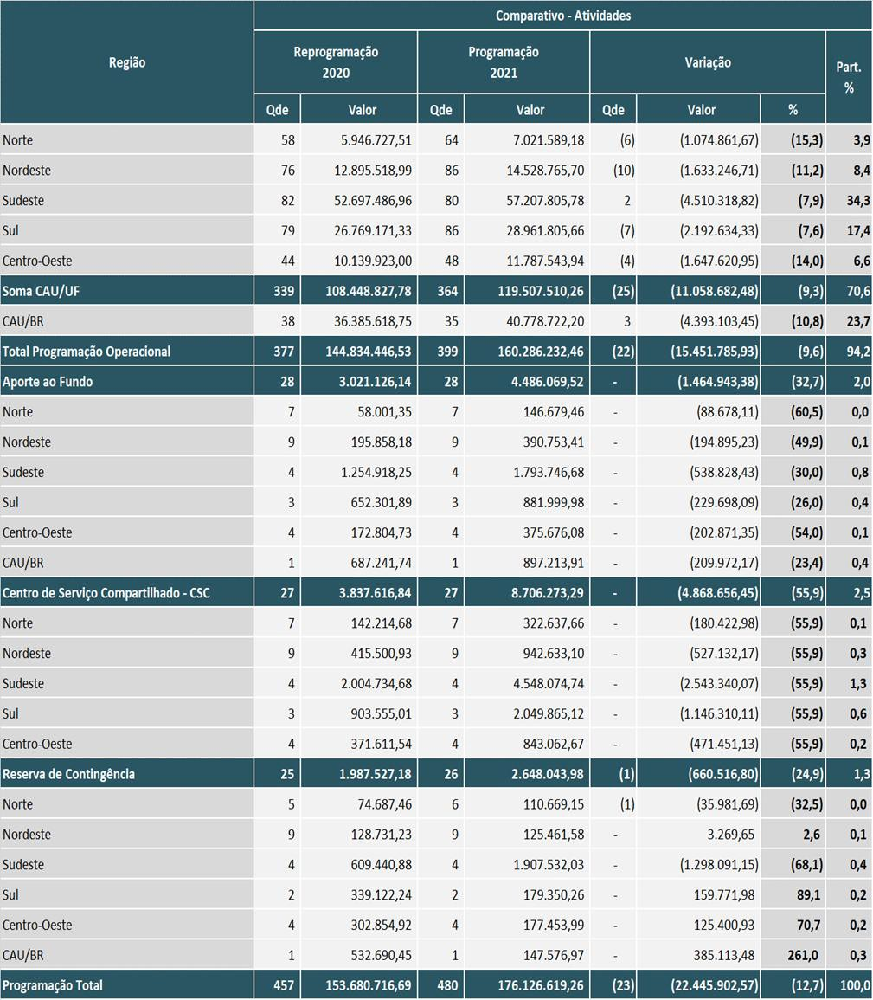 Comparativo - Atividades
Região
Reprogramação
2020
Programação
2021
Variação
Part.
%
Qde Valor Qde Valor Qde Valor %
Norte 58 5.946.727,51 64 7.021.589,18 (6) (1.074.861,67) (15,3) 3,9
Nordeste 76 12.895.518,99 86 14.528.765,70 (10) (1.633.246,71) (11,2) 8,4
Sudeste 82 52.697.486,96 80 57.207.805,78 2 (4.510.318,82) (7,9) 34,3
Sul 79 26.769.171,33 86 28.961.805,66 (7) (2.192.634,33) (7,6) 17,4
Centro-Oeste 44 10.139.923,00 48 11.787.543,94 (4) (1.647.620,95) (14,0) 6,6
Soma CAU/UF 339 108.448.827,78 364 119.507.510,26 (25) (11.058.682,48) (9,3) 70,6
CAU/BR 38 36.385.618,75 35 40.778.722,20 3 (4.393.103,45) (10,8) 23,7
Total Programação Operacional 377 144.834.446,53 399 160.286.232,46 (22) (15.451.785,93) (9,6) 94,2
Aporte ao Fundo 28 3.021.126,14 28 4.486.069,52 - (1.464.943,38) (32,7) 2,0
Norte 7 58.001,35 7 146.679,46 - (88.678,11) (60,5) 0,0
Nordeste 9 195.858,18 9 390.753,41 - (194.895,23) (49,9) 0,1
Sudeste 4 1.254.918,25 4 1.793.746,68 - (538.828,43) (30,0) 0,8
Sul 3 652.301,89 3 881.999,98 - (229.698,09) (26,0) 0,4
Centro-Oeste 4 172.804,73 4 375.676,08 - (202.871,35) (54,0) 0,1
CAU/BR 1 687.241,74 1 897.213,91 - (209.972,17) (23,4) 0,4
Centro de Serviço Compartilhado - CSC 27 3.837.616,84 27 8.706.273,29 - (4.868.656,45) (55,9) 2,5
Norte 7 142.214,68 7 322.637,66 - (180.422,98) (55,9) 0,1
Nordeste 9 415.500,93 9 942.633,10 - (527.132,17) (55,9) 0,3
Sudeste 4 2.004.734,68 4 4.548.074,74 - (2.543.340,07) (55,9) 1,3
Sul 3 903.555,01 3 2.049.865,12 - (1.146.310,11) (55,9) 0,6
Centro-Oeste 4 371.611,54 4 843.062,67 - (471.451,13) (55,9) 0,2
Reserva de Contingência 25 1.987.527,18 26 2.648.043,98 (1) (660.516,80) (24,9) 1,3
Norte 5 74.687,46 6 110.669,15 (1) (35.981,69) (32,5) 0,0
Nordeste 9 128.731,23 9 125.461,58 - 3.269,65 2,6 0,1
Sudeste 4 609.440,88 4 1.907.532,03 - (1.298.091,15) (68,1) 0,4
Sul 2 339.122,24 2 179.350,26 - 159.771,98 89,1 0,2
Centro-Oeste 4 302.854,92 4 177.453,99 - 125.400,93 70,7 0,2
CAU/BR 1 532.690,45 1 147.576,97 - 385.113,48 261,0 0,3
Programação Total 457 153.680.716,69 480 176.126.619,26 (23) (22.445.902,57) (12,7) 100,0